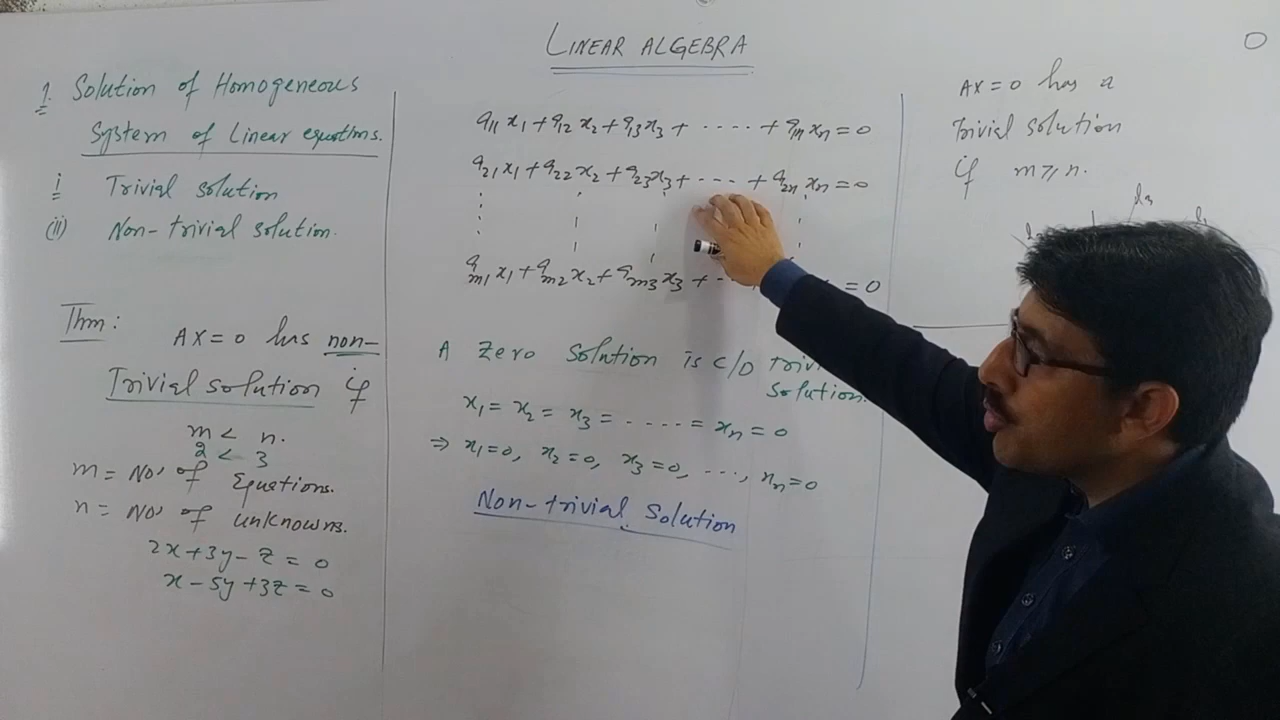 LINEAR ALGEBRA
1. Solution of Homogeneous
System of Linear equations.
i Trivial solution
(ii) Non-trivial solution.
Thm: AX=0 has non-
Trivial solution if
m < n.
2 < 3
m = No. of Equations.
n = No. of unknowns.
2x+3y-z=0
x-5y+3z=0
a11 x1 + a12 x2 + a13 x3 + ..... + a1n xn = 0
a21 x1 + a22 x2 + a23 x3 + .... + a2n xn = 0
am1 x1 + am2 x2 + am3 x3 + .. = 0
A Zero Solution is c/d
solution.
x1 = x2 = x3 = ..... = xn = 0
⇒ x1=0, x2=0, x3=0, ..., xn=0
Non-trivial Solution
AX=0 has a
Trivial solution
if m ≥ n.
l3